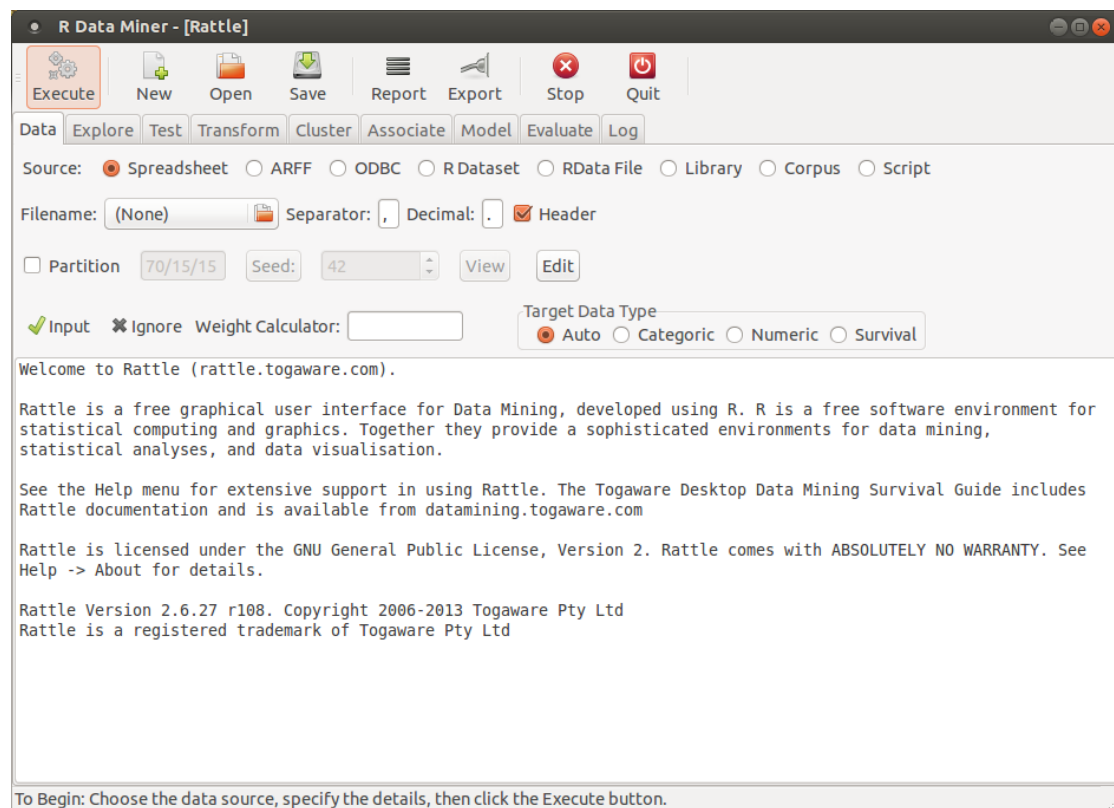 R Data Miner - [Rattle]
Execute New Open Save Report Export Stop Quit
Data Explore Test Transform Cluster Associate Model Evaluate Log
Source: Spreadsheet ARFF ODBC R Dataset RData File Library Corpus Script
Filename: (None) Separator: , Decimal: . Header
Partition 70/15/15 Seed: 42 View Edit
Target Data Type
Input Ignore Weight Calculator: Auto Categoric Numeric Survival
Welcome to Rattle (rattle.togaware.com).
Rattle is a free graphical user interface for Data Mining, developed using R. R is a free software environment for
statistical computing and graphics. Together they provide a sophisticated environments for data mining,
statistical analyses, and data visualisation.
See the Help menu for extensive support in using Rattle. The Togaware Desktop Data Mining Survival Guide includes
Rattle documentation and is available from datamining.togaware.com
Rattle is licensed under the GNU General Public License, Version 2. Rattle comes with ABSOLUTELY NO WARRANTY. See
Help -> About for details.
Rattle Version 2.6.27 r108. Copyright 2006-2013 Togaware Pty Ltd
Rattle is a registered trademark of Togaware Pty Ltd
To Begin: Choose the data source, specify the details, then click the Execute button.